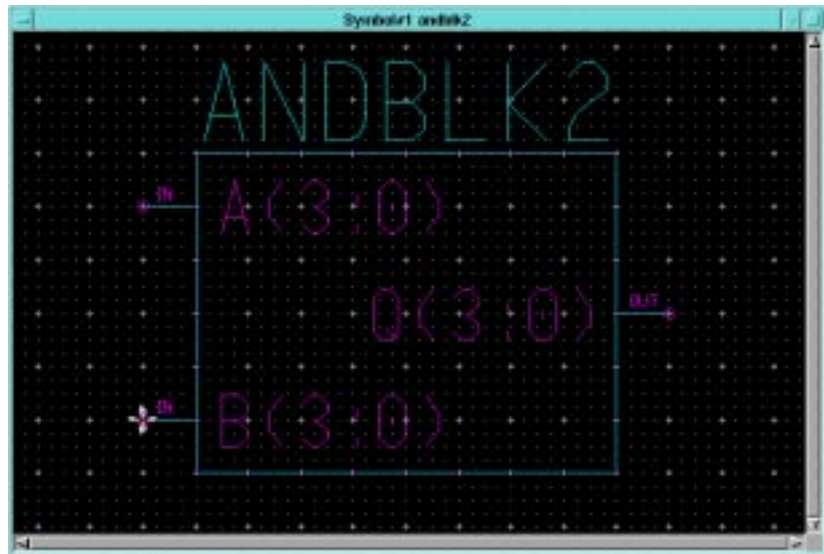 Symbol#1 andblk2
ANDBLK2
IN
A(3:0)
OUT
Q(3:0)
IN
B(3:0)